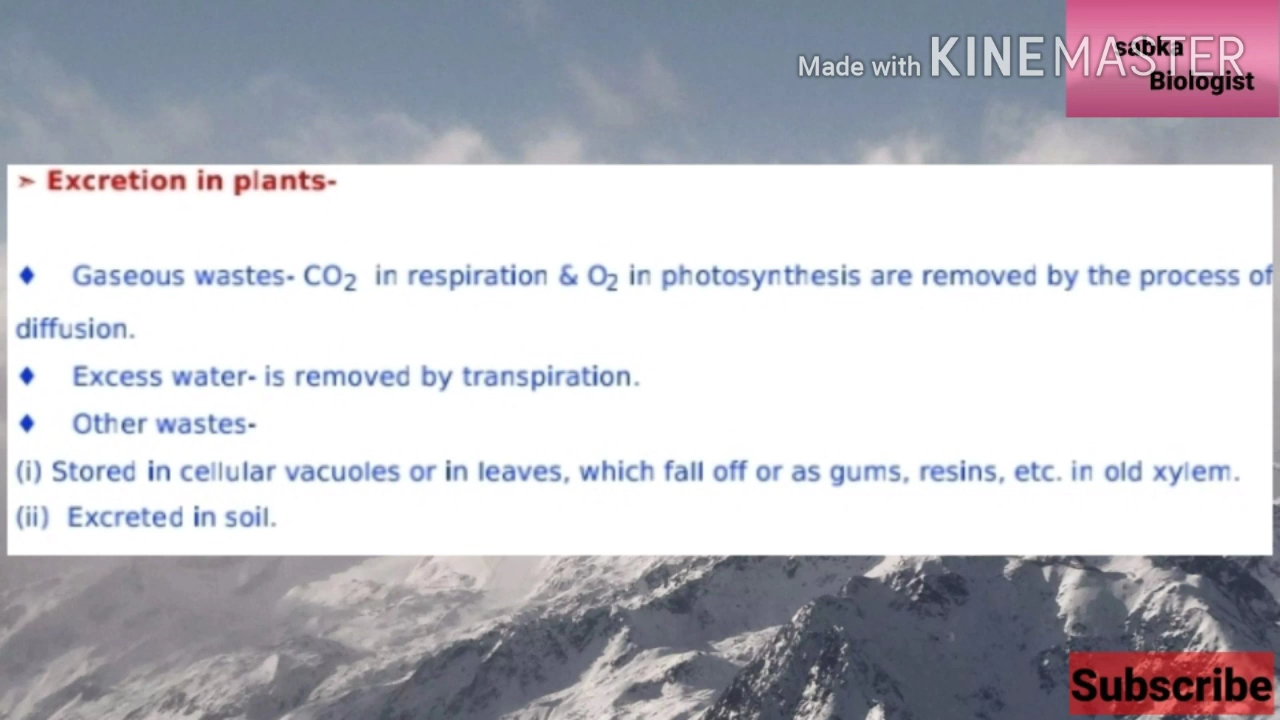 Made with KINEMASTER
sabka
Biologist
➢ Excretion in plants-
♦ Gaseous wastes- CO₂ in respiration & O₂ in photosynthesis are removed by the process of
diffusion.
♦ Excess water- is removed by transpiration.
♦ Other wastes-
(i) Stored in cellular vacuoles or in leaves, which fall off or as gums, resins, etc. in old xylem.
(ii) Excreted in soil.
Subscribe